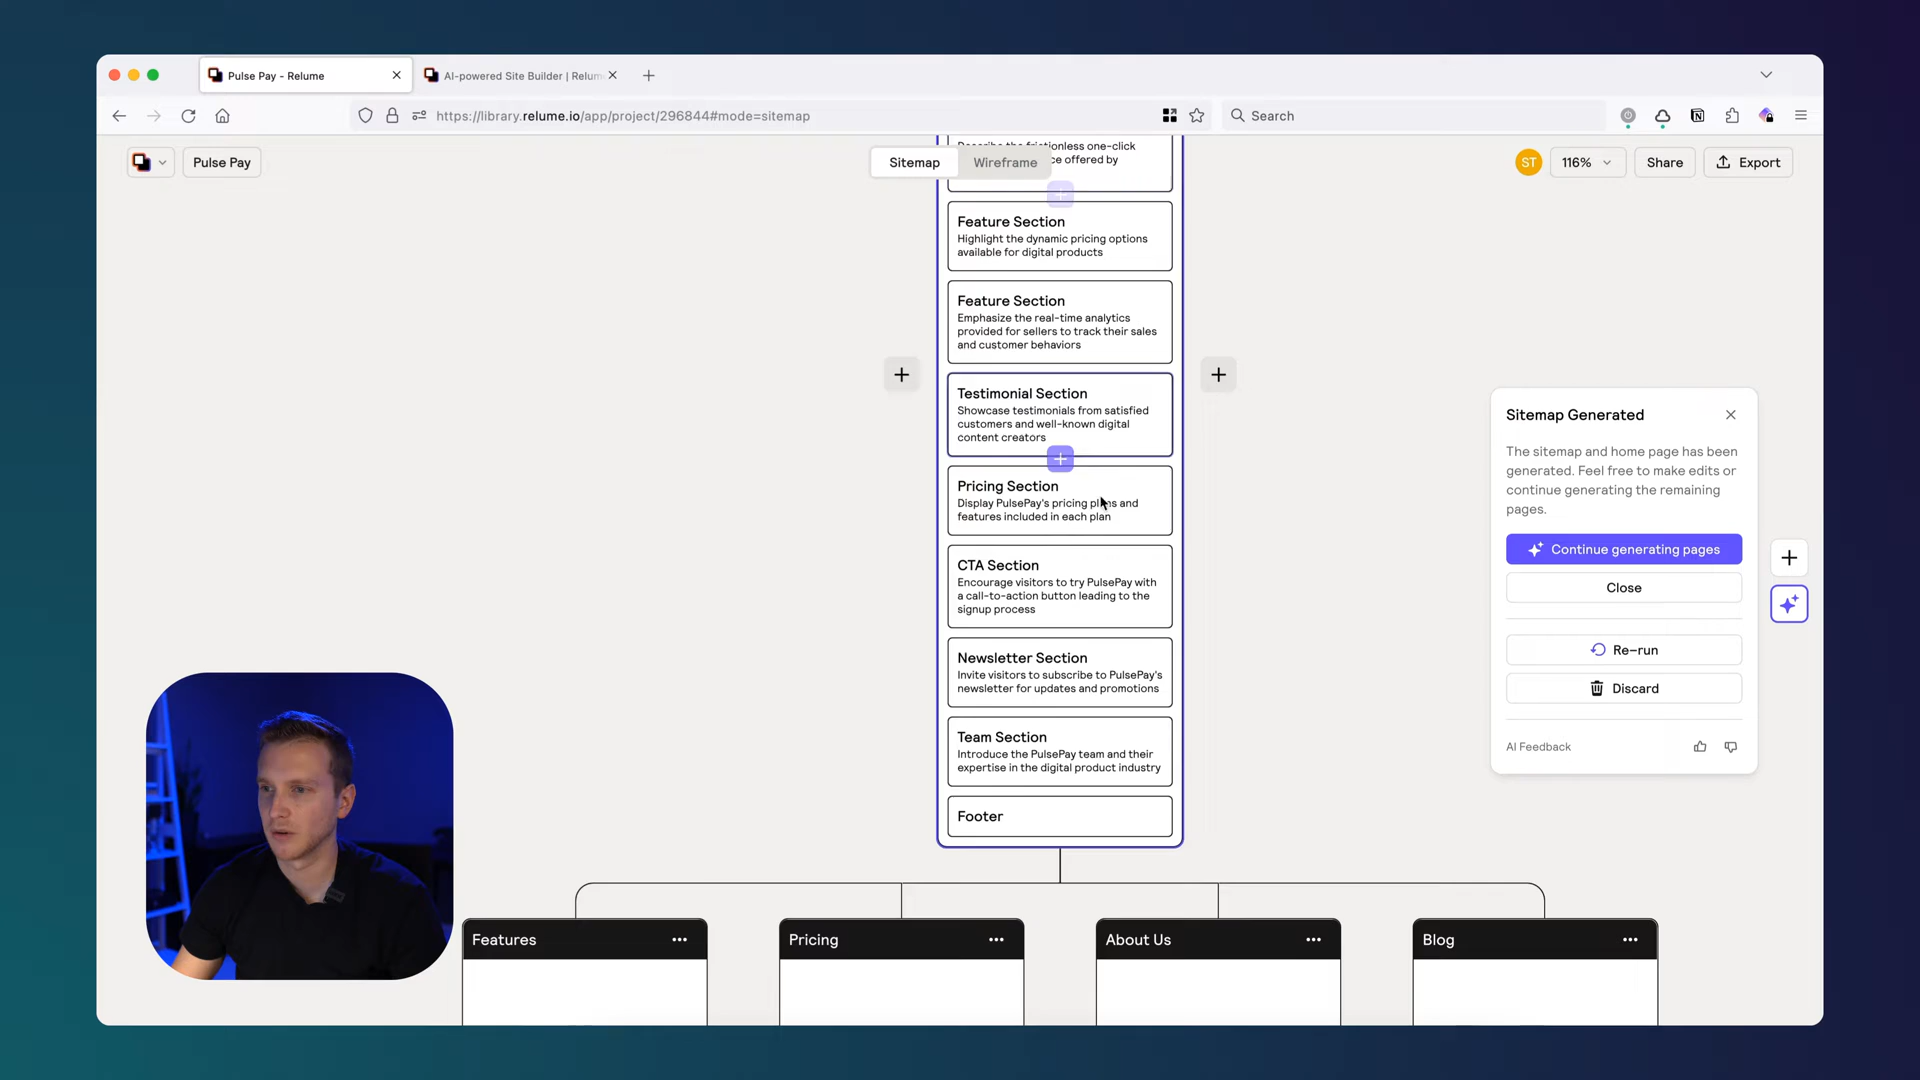 Pulse Pay - Relume
AI-powered Site Builder | Relum
https://library.relume.io/app/project/296844#mode=sitemap
Search
Pulse Pay
Sitemap
Wireframe
ST
116%
Share
Export
Describe the frictionless one-click
ce offered by
Feature Section
Highlight the dynamic pricing options
available for digital products
Feature Section
Emphasize the real-time analytics
provided for sellers to track their sales
and customer behaviors
Testimonial Section
Showcase testimonials from satisfied
customers and well-known digital
content creators
Pricing Section
Display PulsePay's pricing plans and
features included in each plan
CTA Section
Encourage visitors to try PulsePay with
a call-to-action button leading to the
signup process
Newsletter Section
Invite visitors to subscribe to PulsePay's
newsletter for updates and promotions
Team Section
Introduce the PulsePay team and their
expertise in the digital product industry
Footer
Sitemap Generated
The sitemap and home page has been
generated. Feel free to make edits or
continue generating the remaining
pages.
Continue generating pages
Close
Re-run
Discard
AI Feedback
Features
Pricing
About Us
Blog